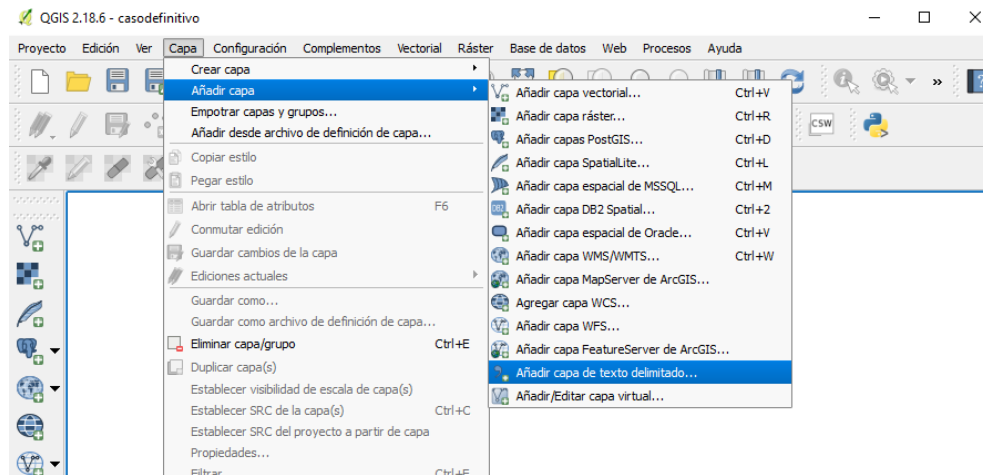 QGIS 2.18.6 - casodefinitivo
Proyecto Edición Ver Capa Configuración Complementos Vectorial Ráster Base de datos Web Procesos Ayuda
Crear capa
Añadir capa
Empotrar capas y grupos...
Añadir desde archivo de definición de capa...
Copiar estilo
Pegar estilo
Abrir tabla de atributos F6
Conmutar edición
Guardar cambios de la capa
Ediciones actuales
Guardar como...
Guardar como archivo de definición de capa...
Eliminar capa/grupo Ctrl+E
Duplicar capa(s)
Establecer visibilidad de escala de capa(s)
Establecer SRC de la capa(s) Ctrl+C
Establecer SRC del proyecto a partir de capa
Propiedades...
Filtrar... Ctrl+F
Añadir capa vectorial... Ctrl+V
Añadir capa ráster... Ctrl+R
Añadir capas PostGIS... Ctrl+D
Añadir capa SpatiaLite... Ctrl+L
Añadir capa espacial de MSSQL... Ctrl+M
DB2 Añadir capa DB2 Spatial... Ctrl+2
Añadir capa espacial de Oracle... Ctrl+V
Añadir capa WMS/WMTS... Ctrl+W
Añadir capa MapServer de ArcGIS...
Agregar capa WCS...
Añadir capa WFS...
Añadir capa FeatureServer de ArcGIS...
Añadir capa de texto delimitado...
Añadir/Editar capa virtual...
CSW